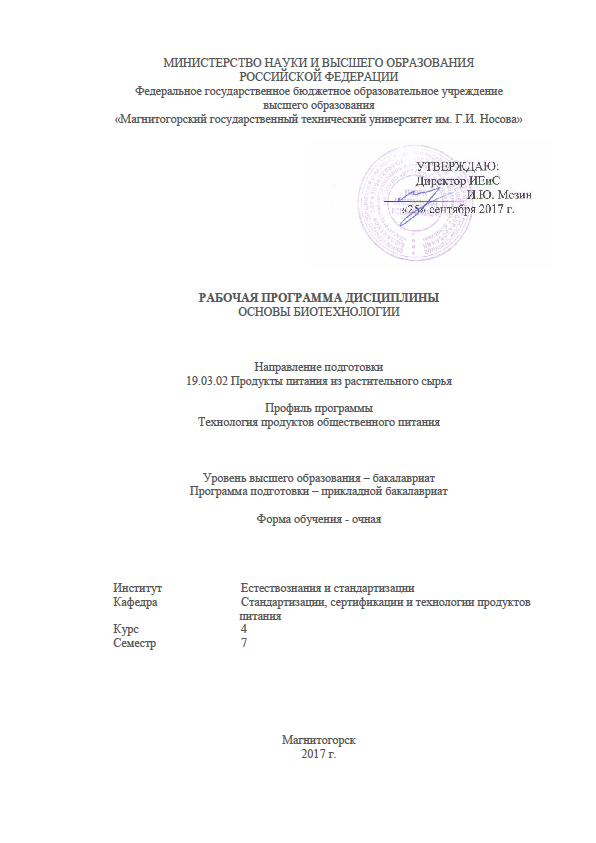 МИНИСТЕРСТВО НАУКИ И ВЫСШЕГО ОБРАЗОВАНИЯ
РОССИЙСКОЙ ФЕДЕРАЦИИ
Федеральное государственное бюджетное образовательное учреждение
высшего образования
«Магнитогорский государственный технический университет им. Г.И. Носова»
УТВЕРЖДАЮ:
Директор ИЕиС
И.Ю. Мезин
«25» сентября 2017 г.
РАБОЧАЯ ПРОГРАММА ДИСЦИПЛИНЫ
ОСНОВЫ БИОТЕХНОЛОГИИ
Направление подготовки
19.03.02 Продукты питания из растительного сырья
Профиль программы
Технология продуктов общественного питания
Уровень высшего образования – бакалавриат
Программа подготовки – прикладной бакалавриат
Форма обучения - очная
Институт Естествознания и стандартизации
Кафедра Стандартизации, сертификации и технологии продуктов
питания
Курс 4
Семестр 7
Магнитогорск
2017 г.